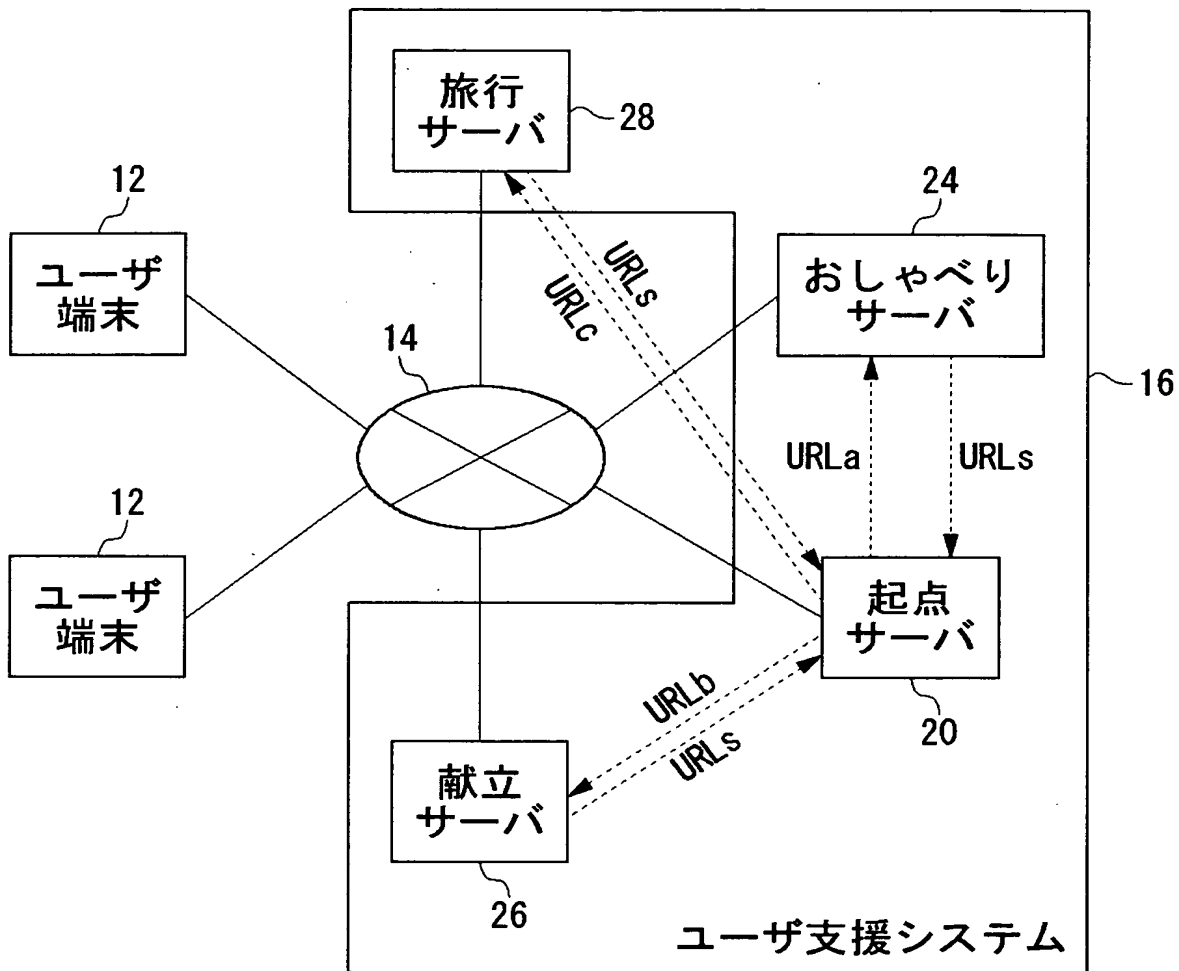 旅行
サーバ
28
12
ユーザ
端末
24
おしゃべり
サーバ
URLs
URLc
14
16
URLa
URLs
12
ユーザ
端末
起点
サーバ
20
URLb
URLs
献立
サーバ
26
ユーザ支援システム